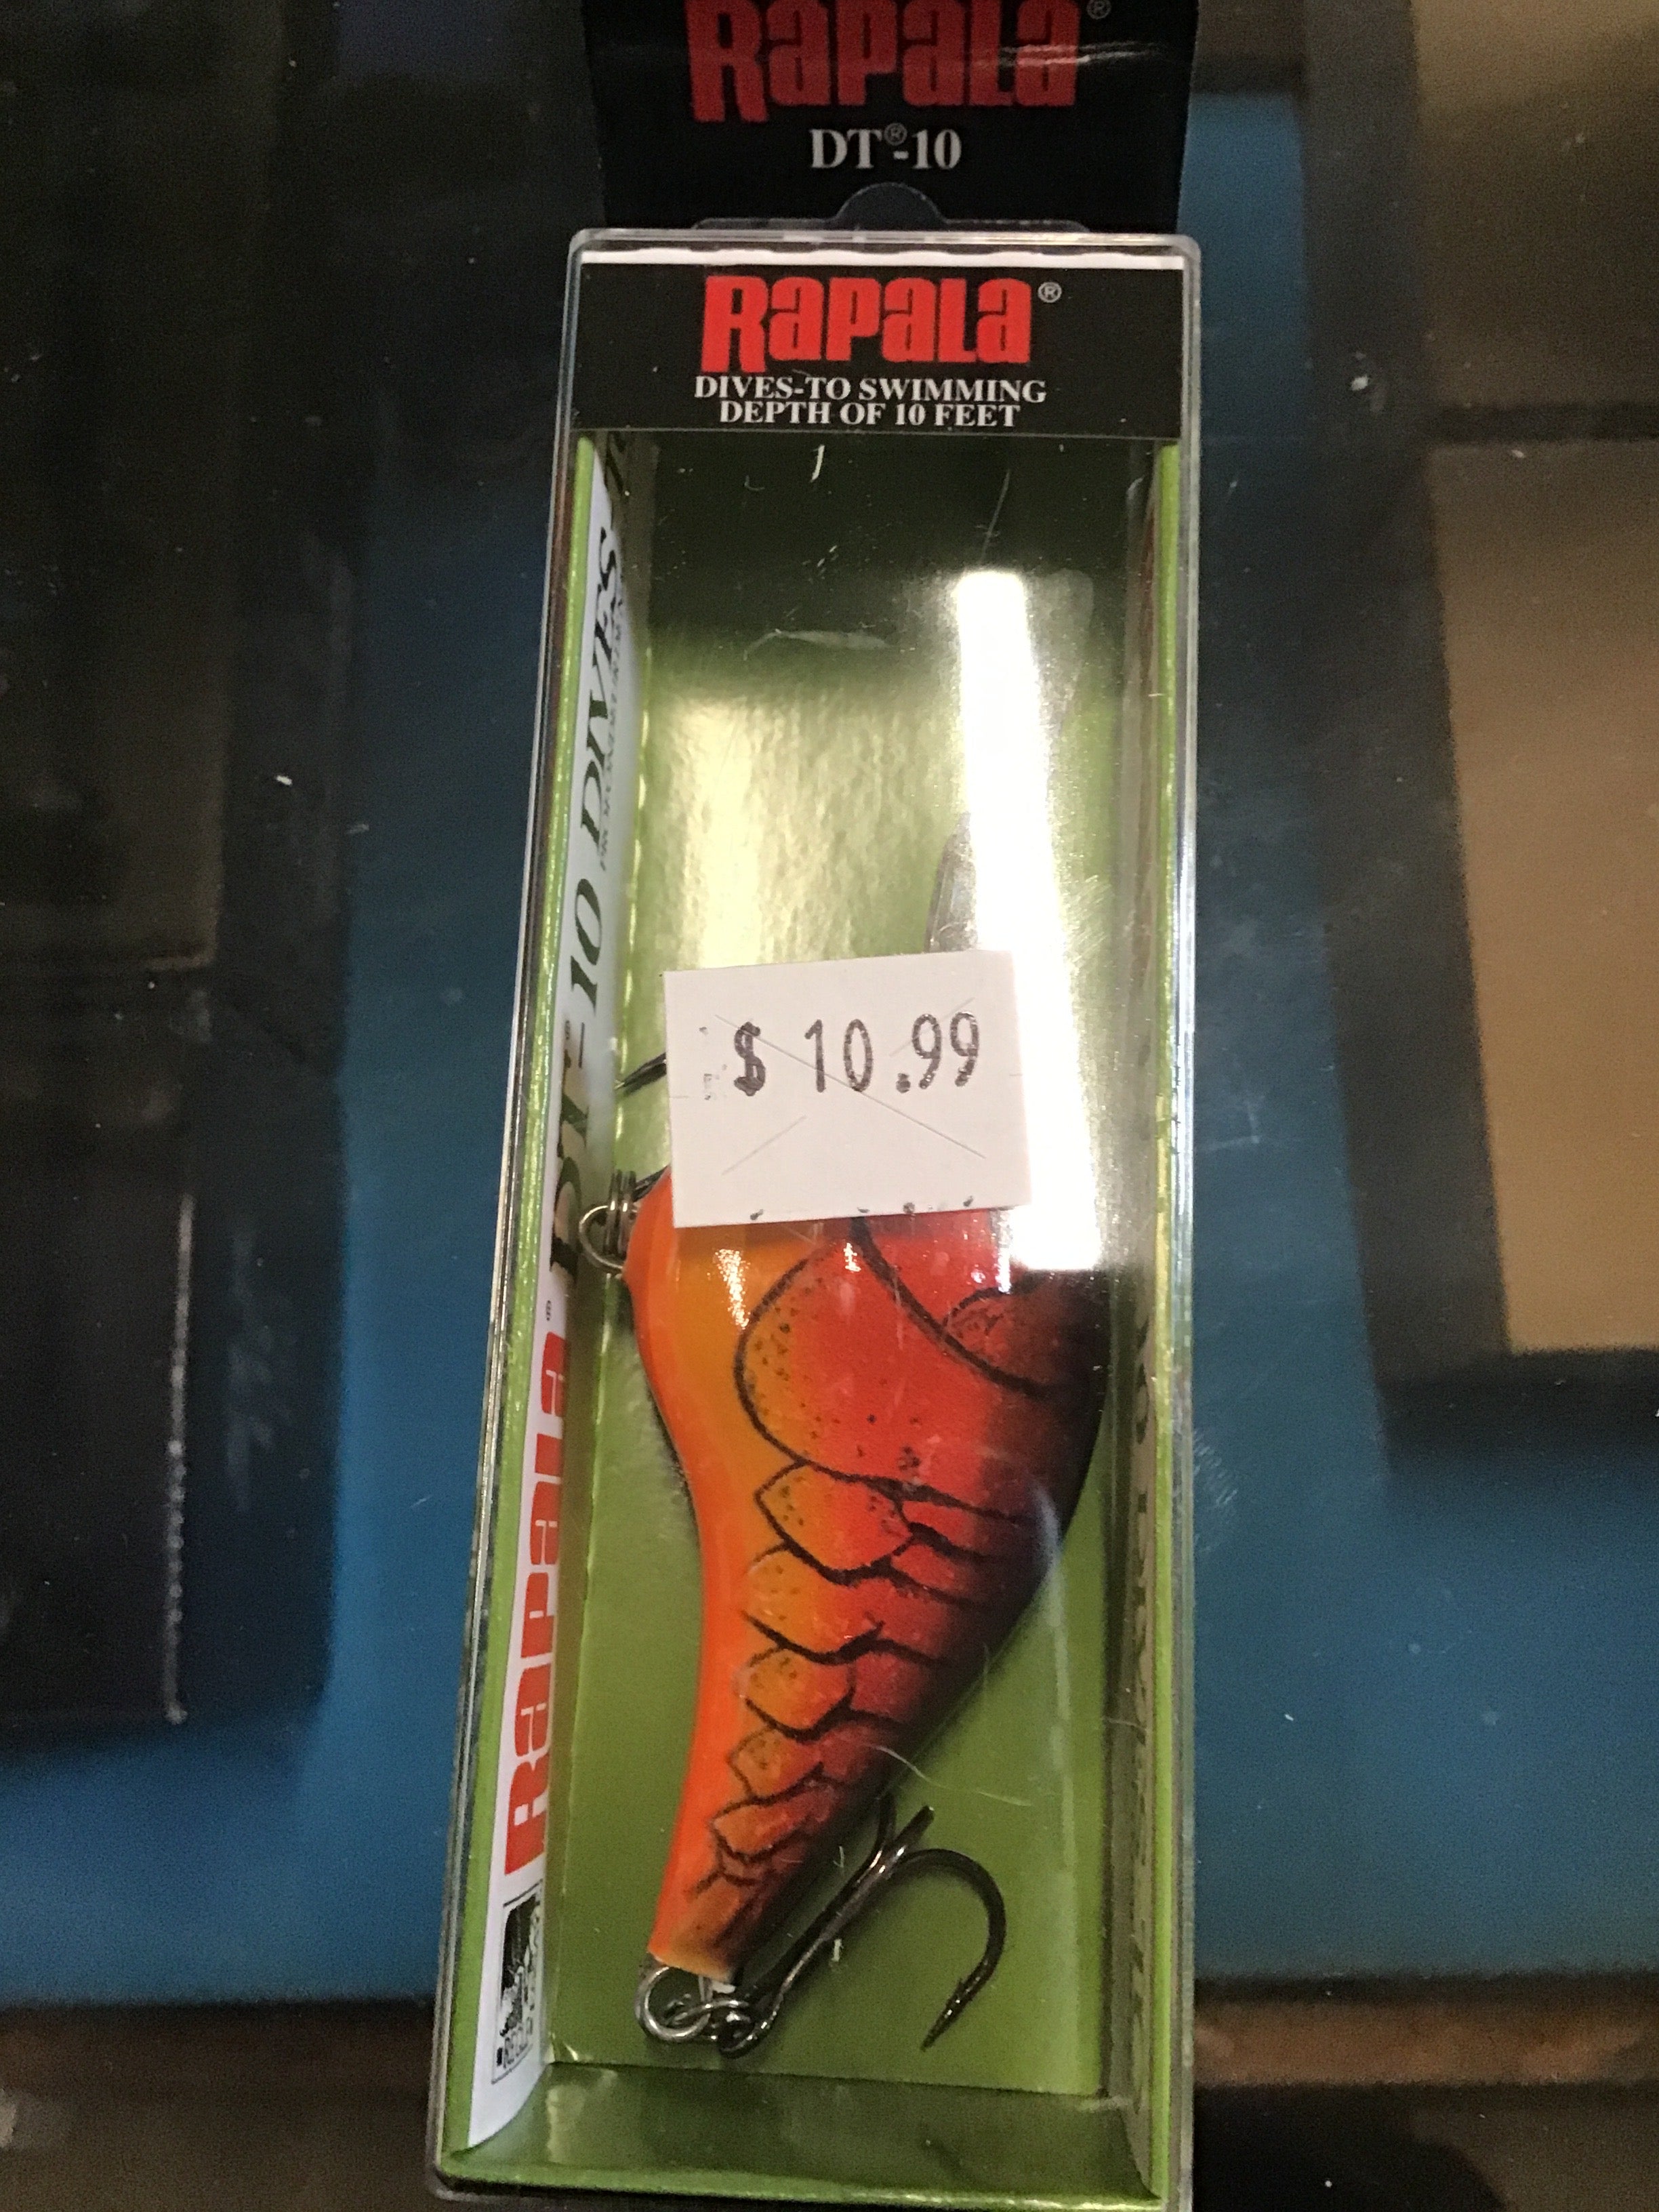 Rapala®
DT®-10
Rapala®
DIVES-TO SWIMMING
DEPTH OF 10 FEET
$ 10.99
Rapala® DT-10 DIVES